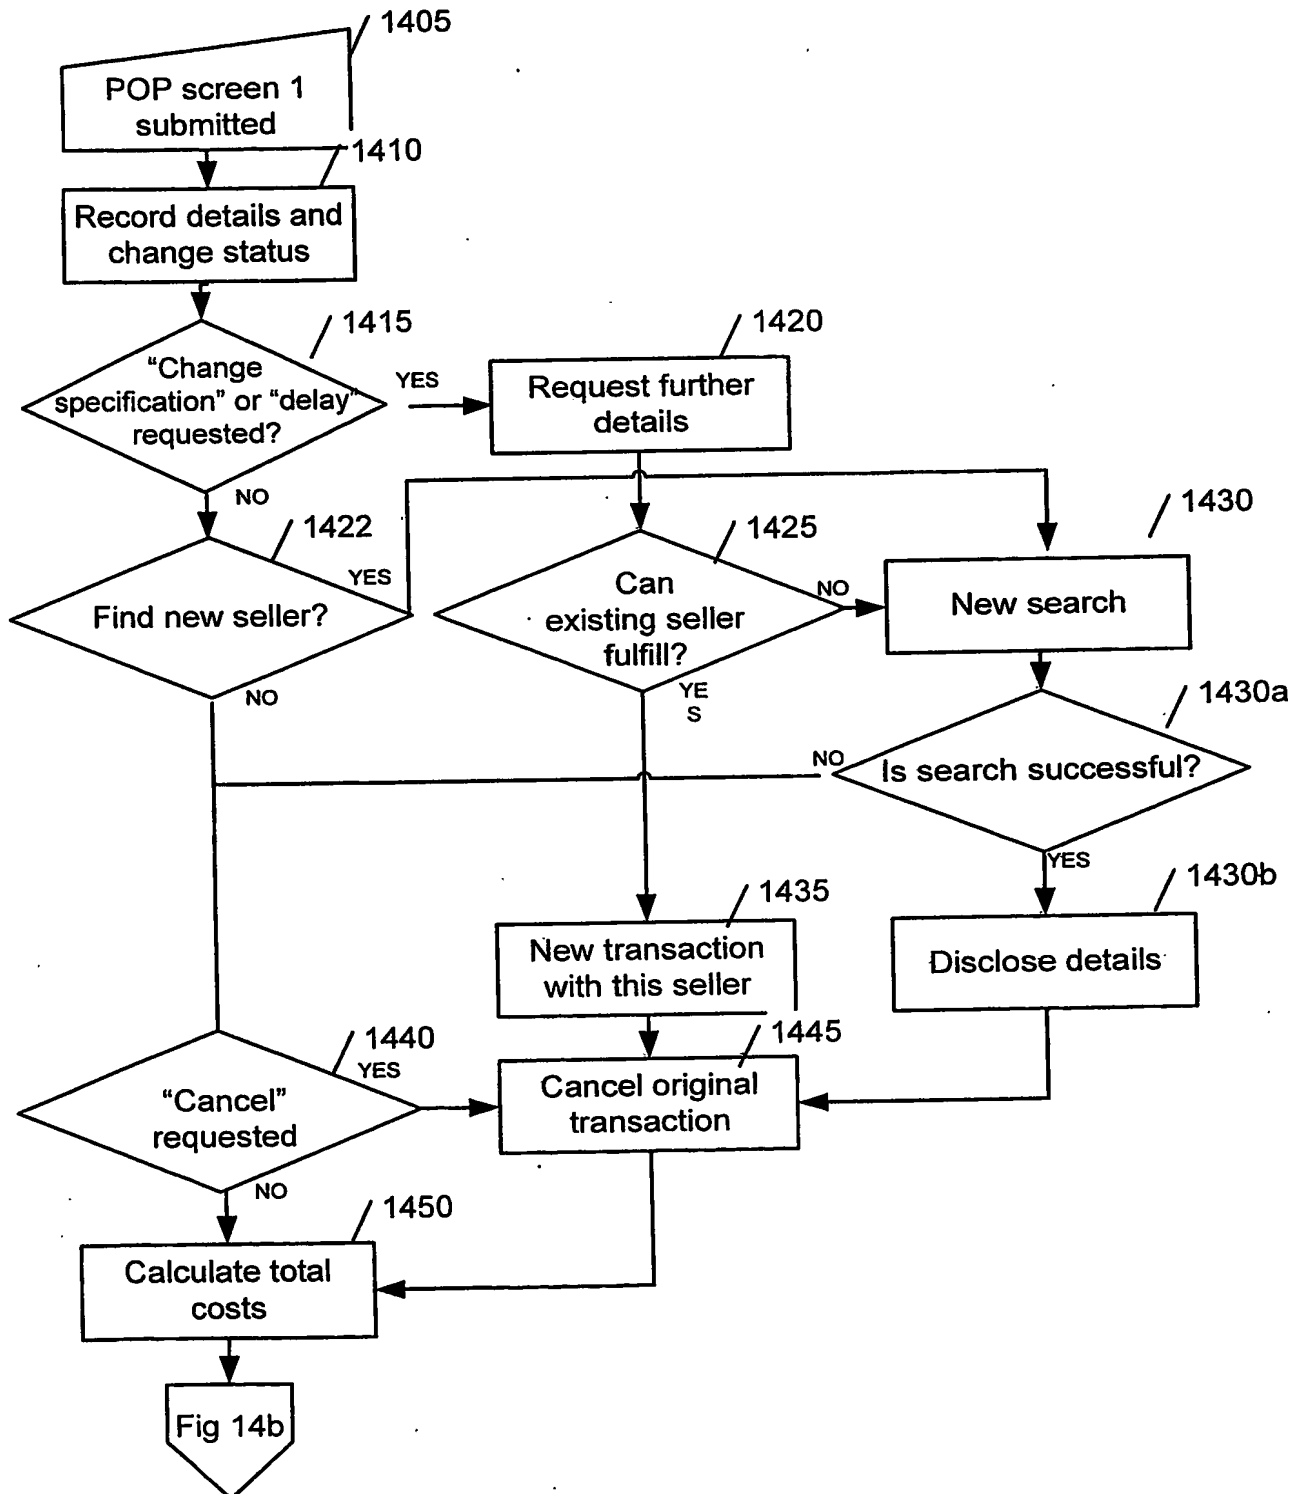 1405
POP screen 1
submitted
1410
Record details and
change status
1415
“Change
specification” or “delay”
requested?
YES
1420
Request further
details
NO
1422
Find new seller?
YES
1425
Can
existing seller
fulfill?
NO
1430
New search
NO
YE
S
1430a
Is search successful?
NO
YES
1430b
Disclose details
1435
New transaction
with this seller
1440
“Cancel”
requested
YES
1445
Cancel original
transaction
NO
1450
Calculate total
costs
Fig 14b